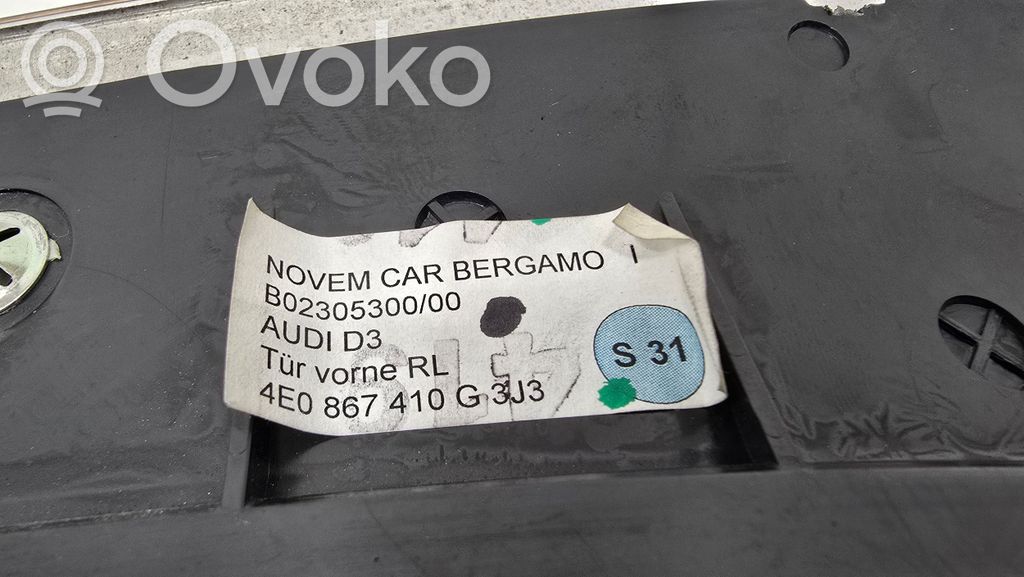 Ovoko
NOVEM CAR BERGAMO I
B02305300/00
AUDI D3
Tür vorne RL
S 31
4E0 867 410 G 3J3